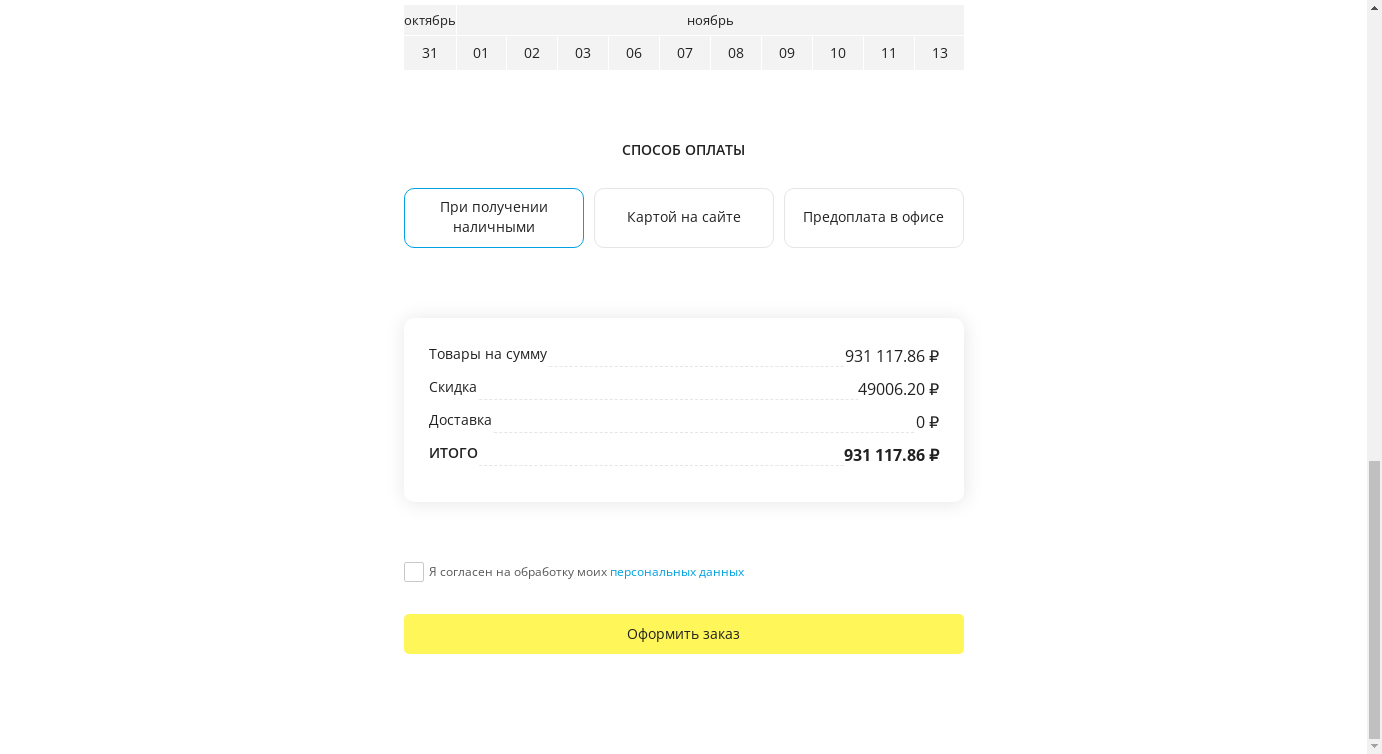 октябрь ноябрь
31 01 02 03 06 07 08 09 10 11 13
СПОСОБ ОПЛАТЫ
При получении
наличными
Картой на сайте
Предоплата в офисе
Товары на сумму 931 117.86 ₽
Скидка 49006.20 ₽
Доставка 0 ₽
ИТОГО 931 117.86 ₽
Я согласен на обработку моих персональных данных
Оформить заказ